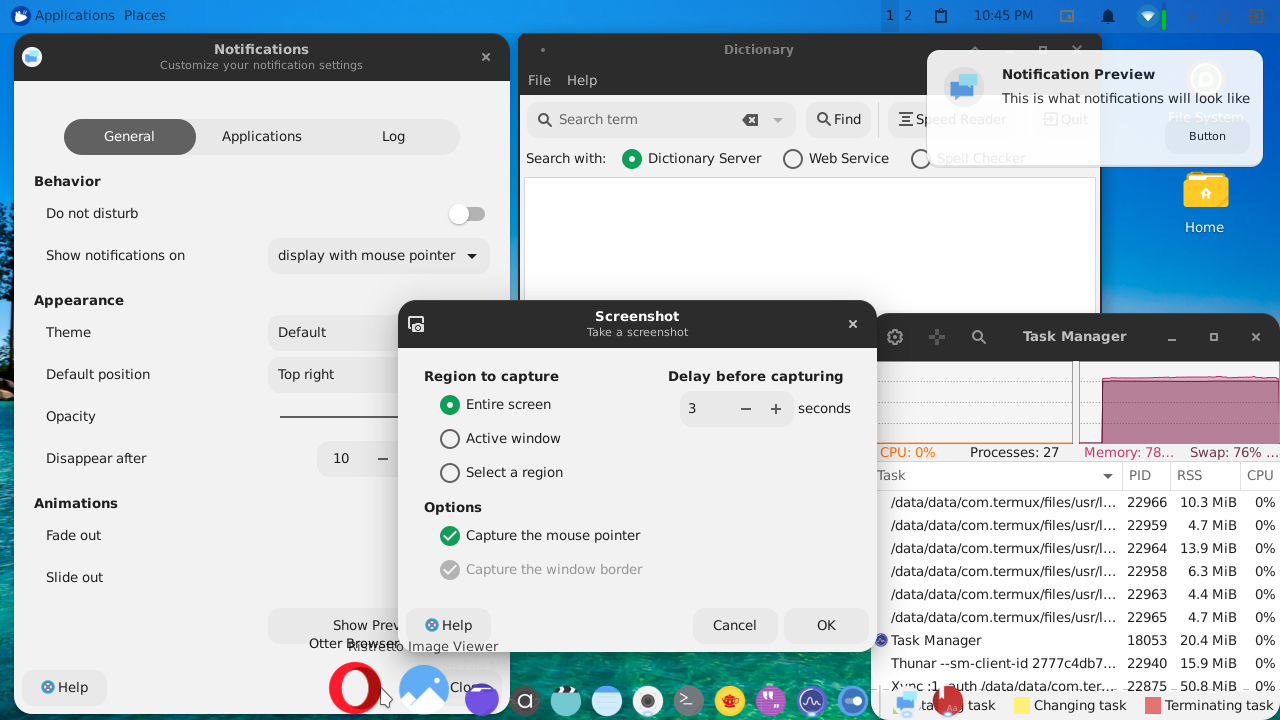 Applications Places
1 2
10:45 PM
Notifications
Customize your notification settings
General Applications Log
Behavior
Do not disturb
Show notifications on display with mouse pointer
Appearance
Theme Default
Default position Top right
Opacity
Disappear after 10
Animations
Fade out
Slide out
Show Prev
Otter Browser
Ristretto Image Viewer
Help
Clo
Dictionary
File Help
Search term
Find
Speed Reader
Quit
Search with: Dictionary Server Web Service Spell Checker
Notification Preview
This is what notifications will look like
Button
File System
Home
Screenshot
Take a screenshot
Region to capture
Entire screen
Active window
Select a region
Delay before capturing
3 seconds
Options
Capture the mouse pointer
Capture the window border
Help Cancel OK
Task Manager
CPU: 0% Processes: 27 Memory: 78... Swap: 76% ...
Task PID RSS CPU
/data/data/com.termux/files/usr/l... 22966 10.3 MiB 0%
/data/data/com.termux/files/usr/l... 22959 4.7 MiB 0%
/data/data/com.termux/files/usr/l... 22964 13.9 MiB 0%
/data/data/com.termux/files/usr/l... 22958 6.3 MiB 0%
/data/data/com.termux/files/usr/l... 22963 4.4 MiB 0%
/data/data/com.termux/files/usr/l... 22965 4.7 MiB 0%
Task Manager 18053 20.4 MiB 0%
Thunar --sm-client-id 2777c4db7... 22940 15.9 MiB 0%
Xvnc :1 -auth /data/data/com.ter... 22875 50.8 MiB 0%
task Changing task Terminating task